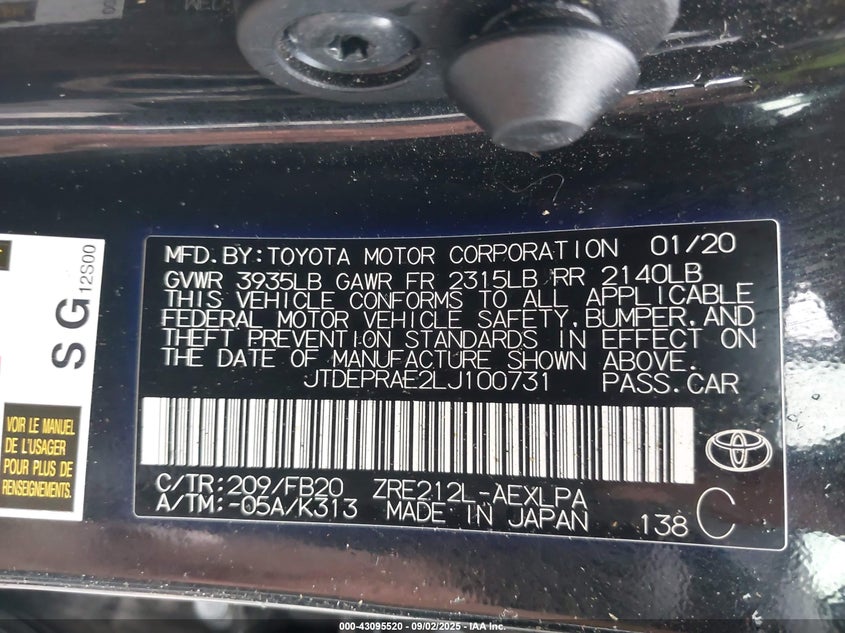 MFD.BY:TOYOTA MOTOR CORPORATION 01/20
GVWR 3935LB GAWR FR 2315LB RR 2140LB
THIS VEHICLE CONFORMS TO ALL APPLICABLE
FEDERAL MOTOR VEHICLE SAFETY,BUMPER,AND
THEFT PREVENTION STANDARDS IN EFFECT ON
THE DATE OF MANUFACTURE SHOWN ABOVE.
JTDEPRAE2LJ100731 PASS.CAR
C/TR:209/FB20 ZRE212L-AEXLPA
A/TM:-05A/K313 MADE IN JAPAN 138 C
SG
12S00
VOIR LE MANUEL
DE L'USAGER
POUR PLUS DE
RENSEIGNEMENTS.
000-43095520 - 09/02/2025 - IAA Inc.